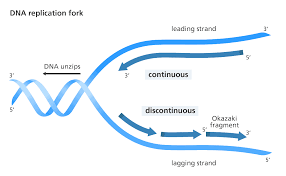 DNA replication fork
leading strand
3'
DNA unzips
5'
3'
continuous
3'
5'
discontinuous
Okazaki
fragment
5'
3'
lagging strand
5'